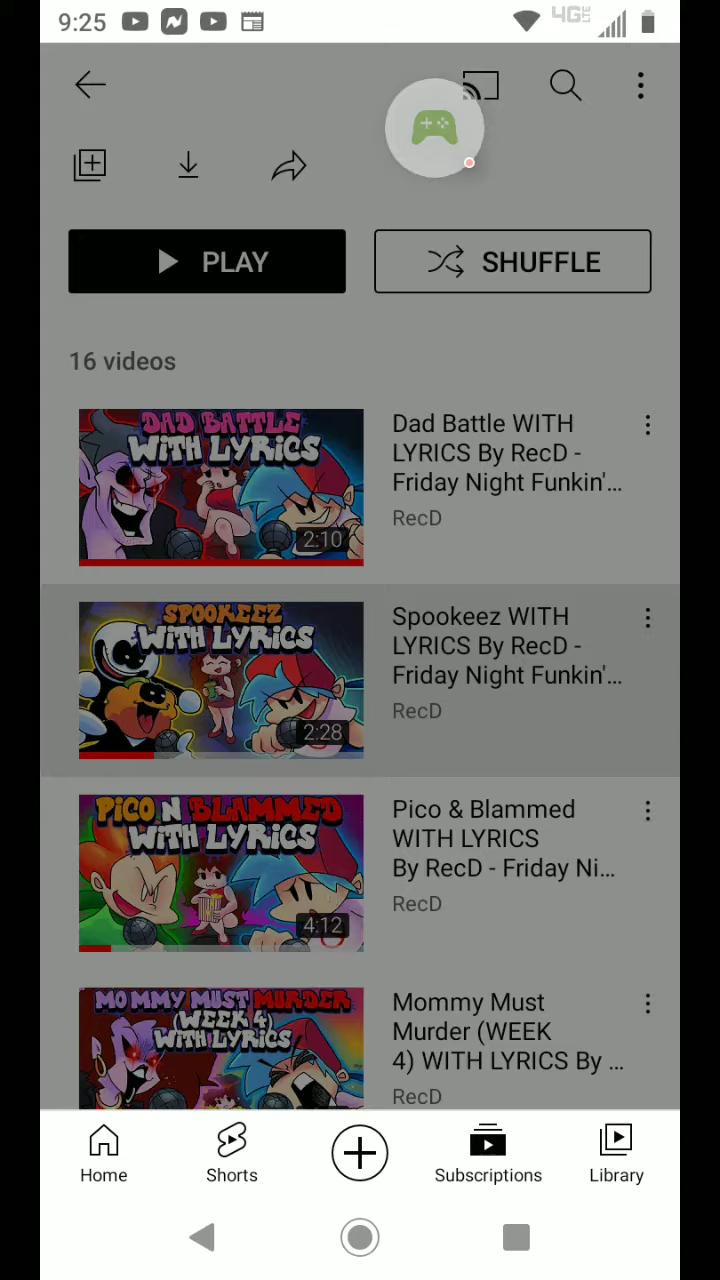 9:25
4GE
PLAY
SHUFFLE
16 videos
DAD BATTLE
WITH LYRICS
2:10
Dad Battle WITH
LYRICS By RecD -
Friday Night Funkin'...
RecD
SPOOKEEZ
WITH LYRICS
2:28
Spookeez WITH
LYRICS By RecD -
Friday Night Funkin'...
RecD
PICO N BLAMMED
WITH LYRICS
4:12
Pico & Blammed
WITH LYRICS
By RecD - Friday Ni...
RecD
MOMMY MUST MURDER
(WEEK 4)
WITH LYRICS
Mommy Must
Murder (WEEK
4) WITH LYRICS By ...
RecD
Home
Shorts
Subscriptions
Library